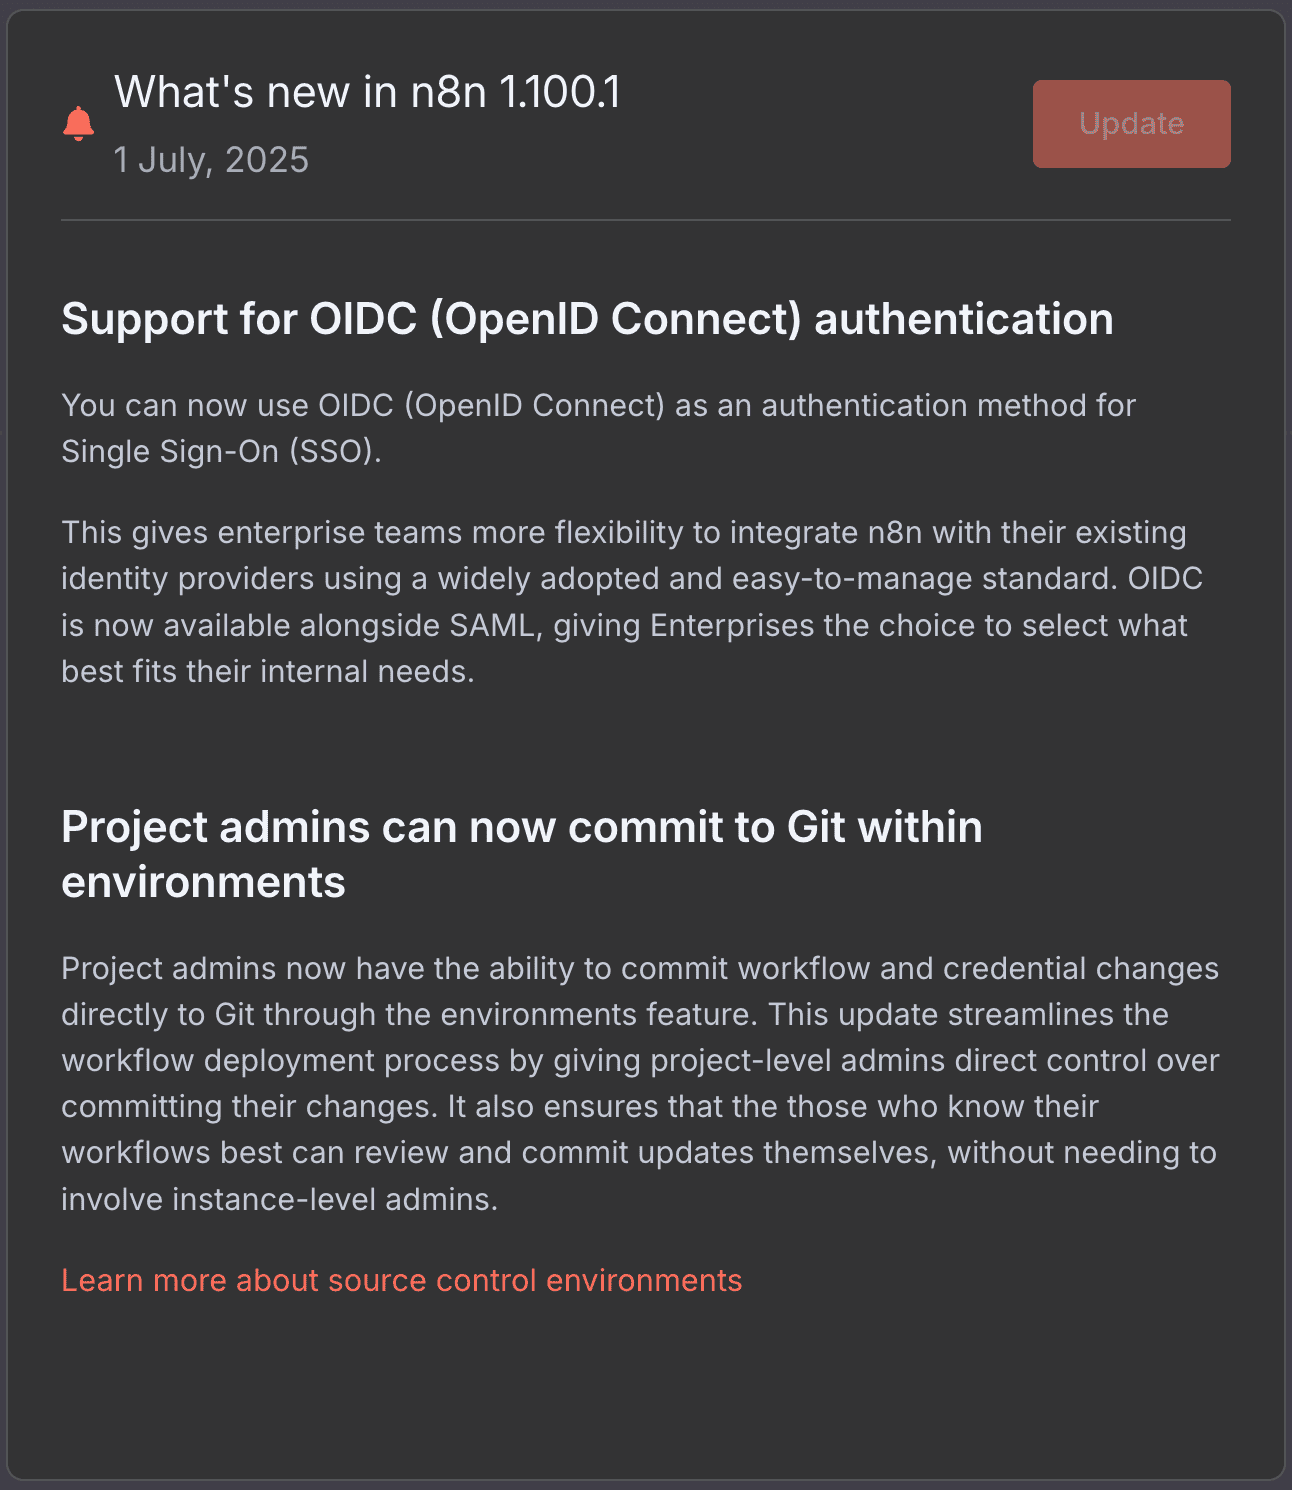 What's new in n8n 1.100.1
1 July, 2025
Update
Support for OIDC (OpenID Connect) authentication
You can now use OIDC (OpenID Connect) as an authentication method for
Single Sign-On (SSO).
This gives enterprise teams more flexibility to integrate n8n with their existing
identity providers using a widely adopted and easy-to-manage standard. OIDC
is now available alongside SAML, giving Enterprises the choice to select what
best fits their internal needs.
Project admins can now commit to Git within
environments
Project admins now have the ability to commit workflow and credential changes
directly to Git through the environments feature. This update streamlines the
workflow deployment process by giving project-level admins direct control over
committing their changes. It also ensures that the those who know their
workflows best can review and commit updates themselves, without needing to
involve instance-level admins.
Learn more about source control environments